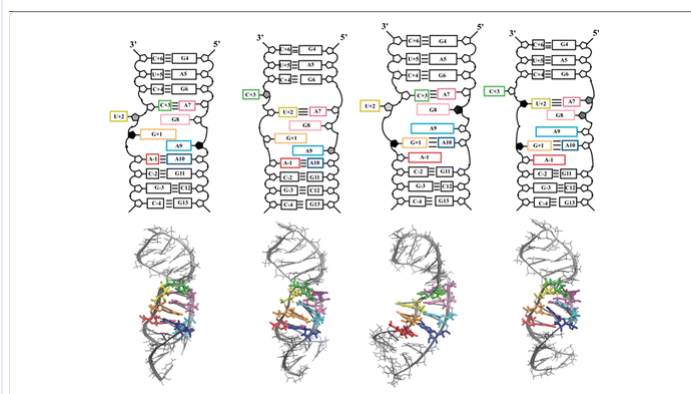 3' 5'
C+6 G4
U+5 A5
C+4 G6
C+3 A7
U+2 G8
G+1
A9
A-1 A10
C-2 G11
G-3 C12
C-4 G13
3' 5'
C+6 G4
U+5 A5
C+4 G6
C+3
U+2 A7
G8
G+1
A9
A-1 A10
C-2 G11
G-3 C12
C-4 G13
3' 5'
C+6 G4
U+5 A5
C+4 G6
C+3 A7
U+2 G8
A9
G+1 A10
A-1
C-2 G11
G-3 C12
C-4 G13
3' 5'
C+6 G4
U+5 A5
C+4 G6
C+3
U+2 A7
G8
A9
G+1 A10
A-1
C-2 G11
G-3 C12
C-4 G13